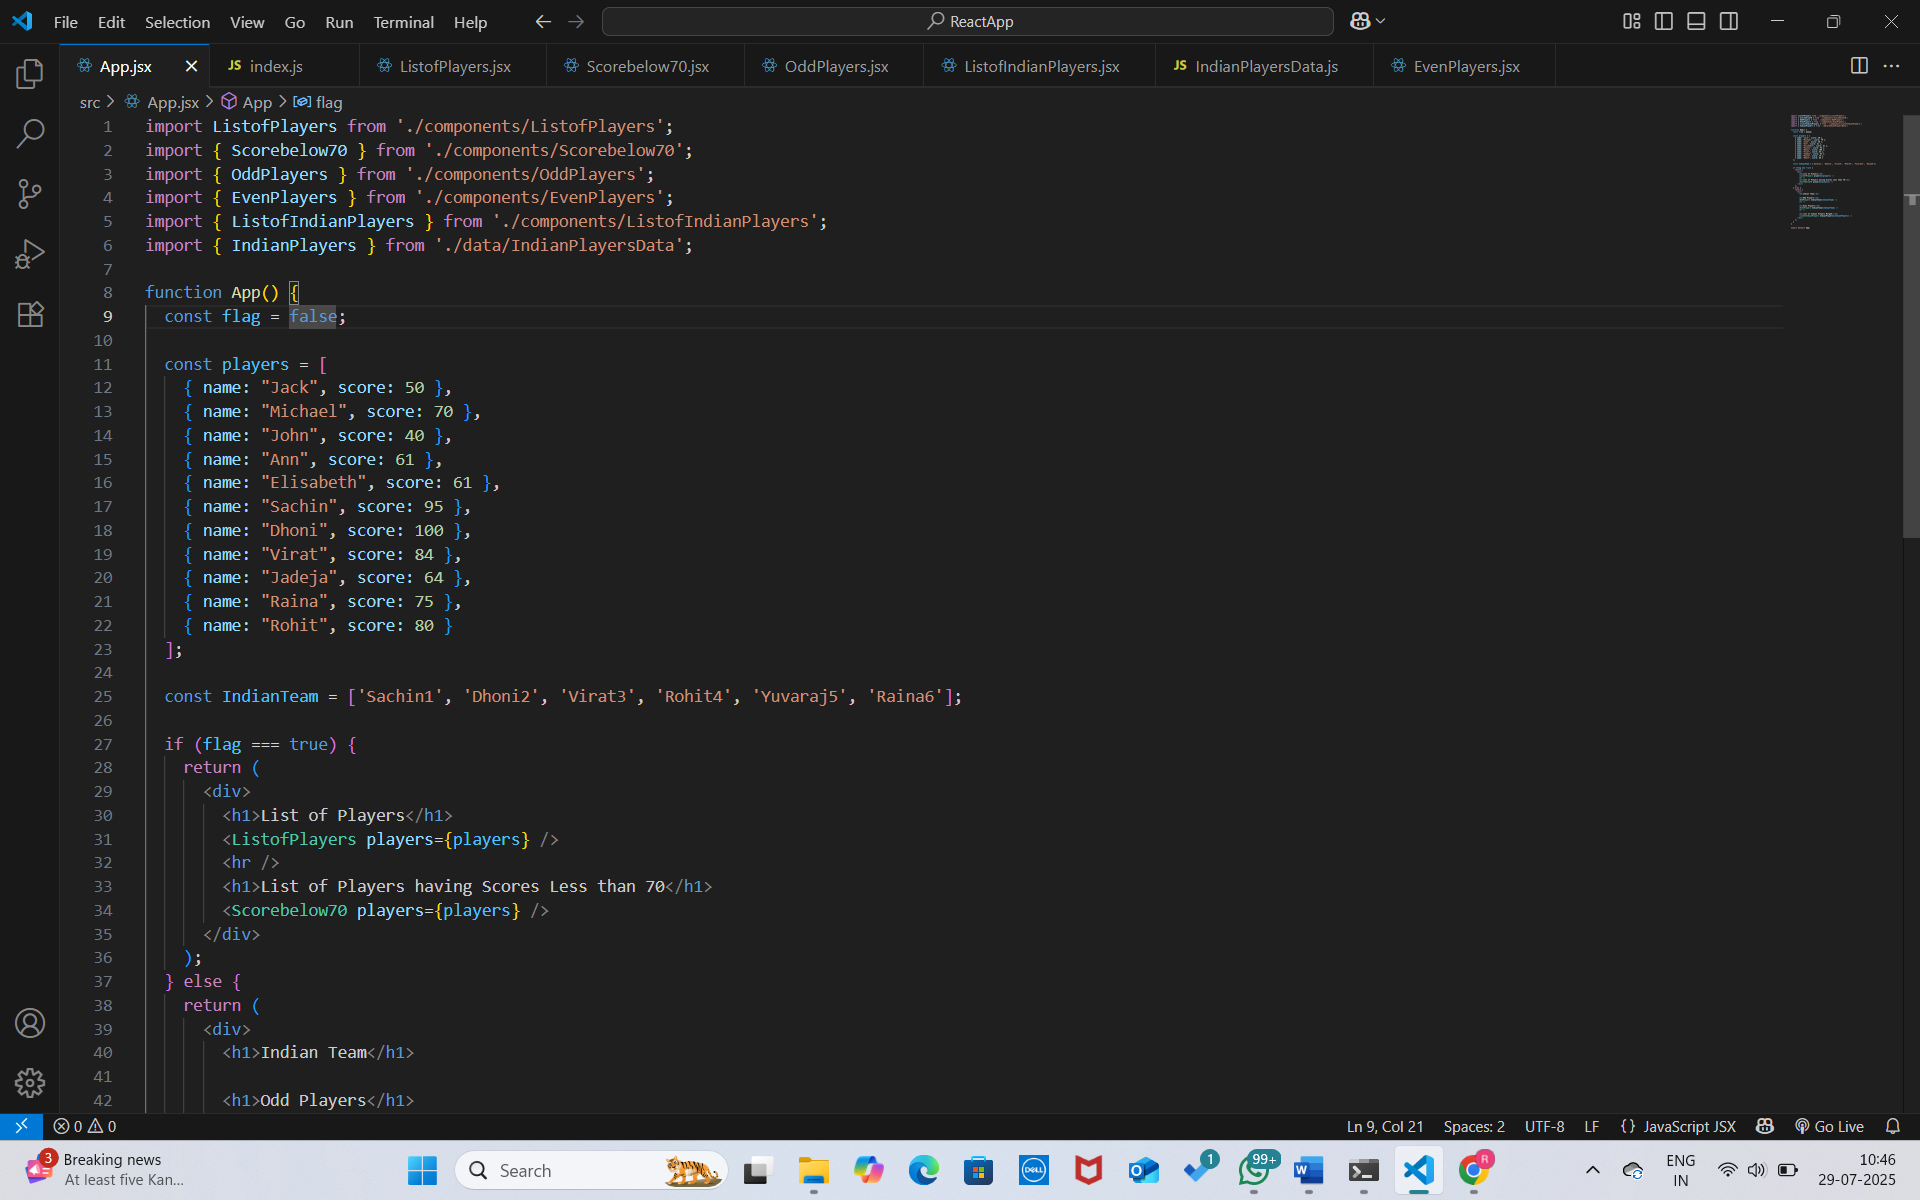 File Edit Selection View Go Run Terminal Help
ReactApp
App.jsx
JS index.js
ListofPlayers.jsx
Scorebelow70.jsx
OddPlayers.jsx
ListofIndianPlayers.jsx
JS IndianPlayersData.js
EvenPlayers.jsx
src > App.jsx > App > flag
1 import ListofPlayers from './components/ListofPlayers';
2 import { Scorebelow70 } from './components/Scorebelow70';
3 import { OddPlayers } from './components/OddPlayers';
4 import { EvenPlayers } from './components/EvenPlayers';
5 import { ListofIndianPlayers } from './components/ListofIndianPlayers';
6 import { IndianPlayers } from './data/IndianPlayersData';
7
8 function App() {
9 const flag = false;
10
11 const players = [
12 { name: "Jack", score: 50 },
13 { name: "Michael", score: 70 },
14 { name: "John", score: 40 },
15 { name: "Ann", score: 61 },
16 { name: "Elisabeth", score: 61 },
17 { name: "Sachin", score: 95 },
18 { name: "Dhoni", score: 100 },
19 { name: "Virat", score: 84 },
20 { name: "Jadeja", score: 64 },
21 { name: "Raina", score: 75 },
22 { name: "Rohit", score: 80 }
23 ];
24
25 const IndianTeam = ['Sachin1', 'Dhoni2', 'Virat3', 'Rohit4', 'Yuvaraj5', 'Raina6'];
26
27 if (flag === true) {
28 return (
29 <div>
30 <h1>List of Players</h1>
31 <ListofPlayers players={players} />
32 <hr />
33 <h1>List of Players having Scores Less than 70</h1>
34 <Scorebelow70 players={players} />
35 </div>
36 );
37 } else {
38 return (
39 <div>
40 <h1>Indian Team</h1>
41
42 <h1>Odd Players</h1>
0 0
Ln 9, Col 21 Spaces: 2 UTF-8 LF {} JavaScript JSX Go Live
3
Breaking news
At least five Kan...
Search
DELL
1
99+
W
R
ENG
IN
10:46
29-07-2025